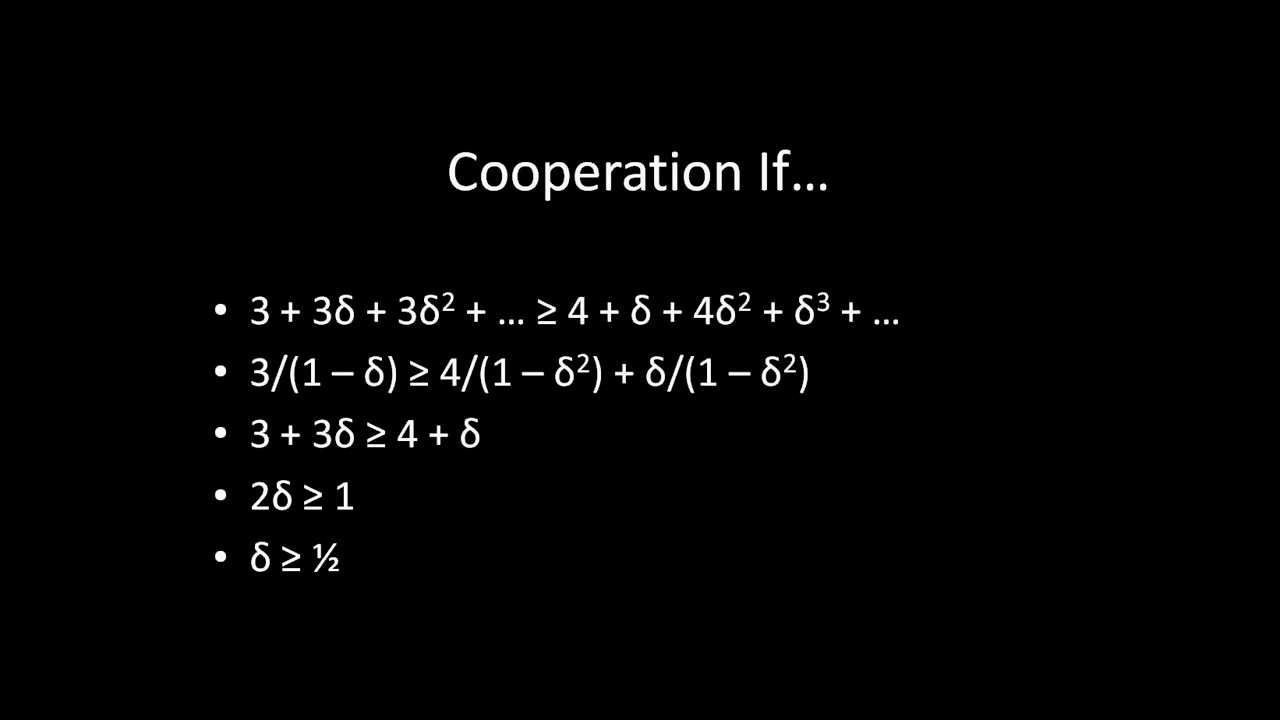 Cooperation If…
• 3 + 3δ + 3δ² + … ≥ 4 + δ + 4δ² + δ³ + …
• 3/(1 – δ) ≥ 4/(1 – δ²) + δ/(1 – δ²)
• 3 + 3δ ≥ 4 + δ
• 2δ ≥ 1
• δ ≥ ½